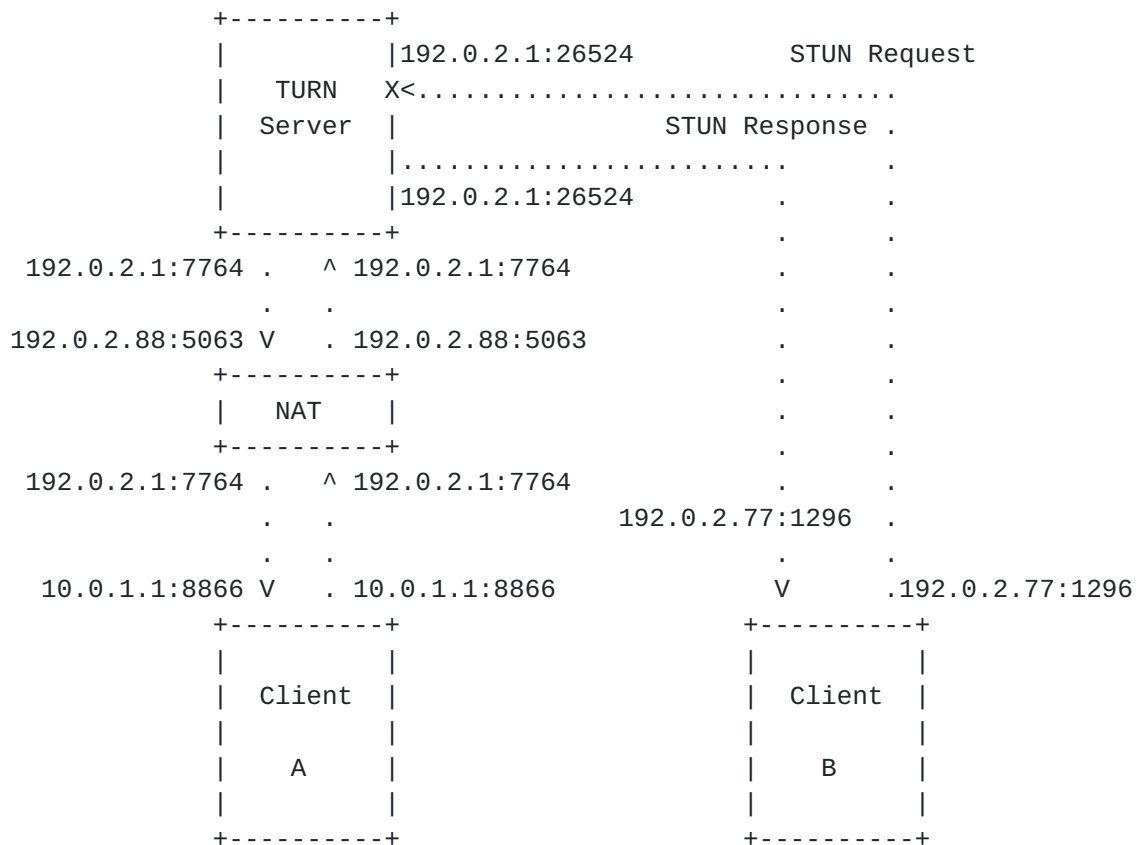 192.0.2.1:26524 STUN Request
TURN X<...............................
Server STUN Response .
.........................
192.0.2.1:26524
192.0.2.1:7764 . ^ 192.0.2.1:7764
192.0.2.88:5063 V . 192.0.2.88:5063
NAT
192.0.2.1:7764 . ^ 192.0.2.1:7764
192.0.2.77:1296 .
10.0.1.1:8866 V . 10.0.1.1:8866 V .192.0.2.77:1296
Client Client
A B